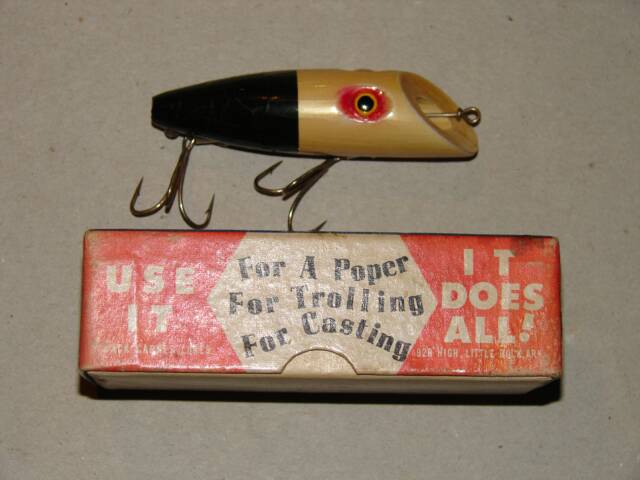 USE
IT
For A Poper
For Trolling
For Casting
IT
DOES
ALL!
HIGH, LITTLE ROCK, ARK